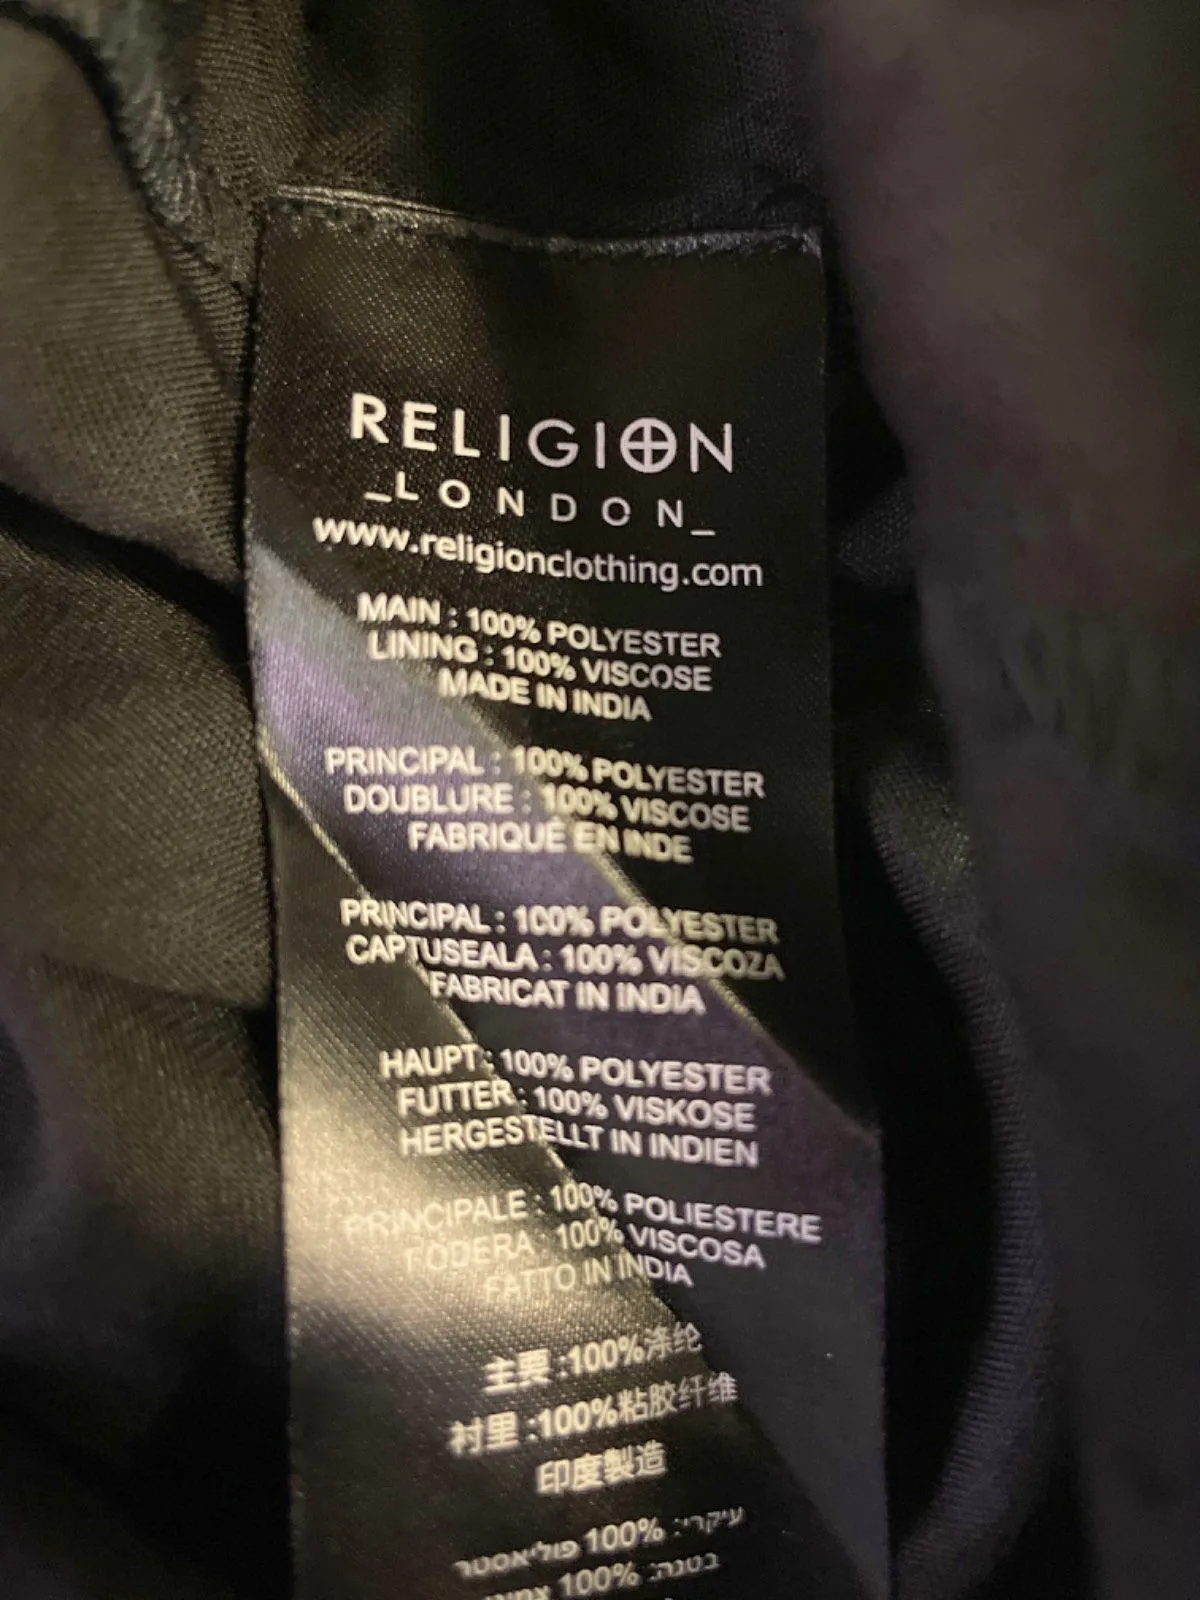 RELIGION
_LONDON_
www.religionclothing.com
MAIN : 100% POLYESTER
LINING : 100% VISCOSE
MADE IN INDIA
PRINCIPAL : 100% POLYESTER
DOUBLURE : 100% VISCOSE
FABRIQUÉ EN INDE
PRINCIPAL : 100% POLYESTER
CAPTUSEALA : 100% VISCOZA
FABRICAT IN INDIA
HAUPT : 100% POLYESTER
FUTTER : 100% VISKOSE
HERGESTELLT IN INDIEN
PRINCIPALE : 100% POLIESTERE
FODERA : 100% VISCOSA
FATTO IN INDIA
主要 :100%涤纶
衬里 :100%粘胶纤维
印度製造
עיקרי: 100% פוליאסטר
בטנה: 100%